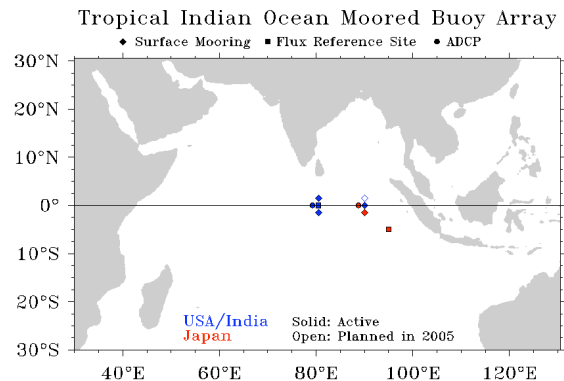 Tropical Indian Ocean Moored Buoy Array
Surface Mooring Flux Reference Site ADCP
30°N
20°N
10°N
0°
10°S
20°S
30°S
USA/India Solid: Active
Japan Open: Planned in 2005
40°E 60°E 80°E 100°E 120°E